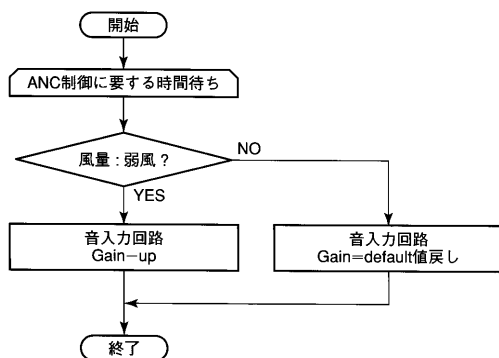 開始
ANC制御に要する時間待ち
風量:弱風?
NO
YES
音入力回路
Gain-up
音入力回路
Gain=default値戻し
終了